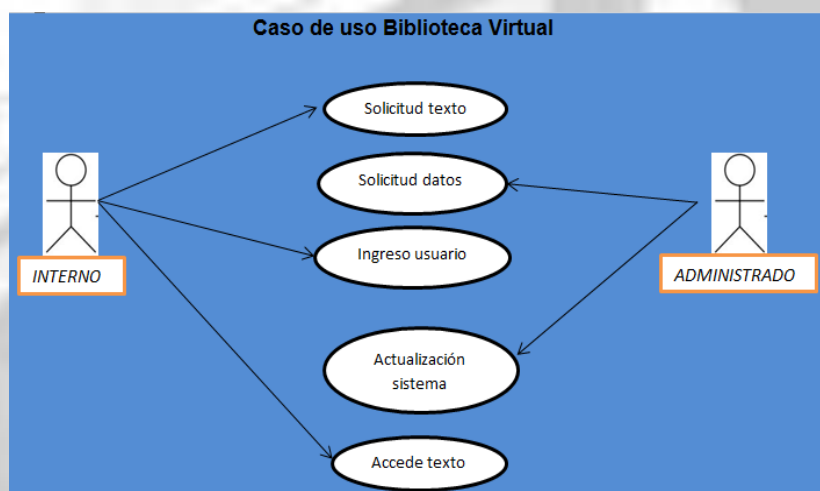 Caso de uso Biblioteca Virtual
Solicitud texto
Solicitud datos
Ingreso usuario
INTERNO
ADMINISTRADO
Actualización
sistema
Accede texto